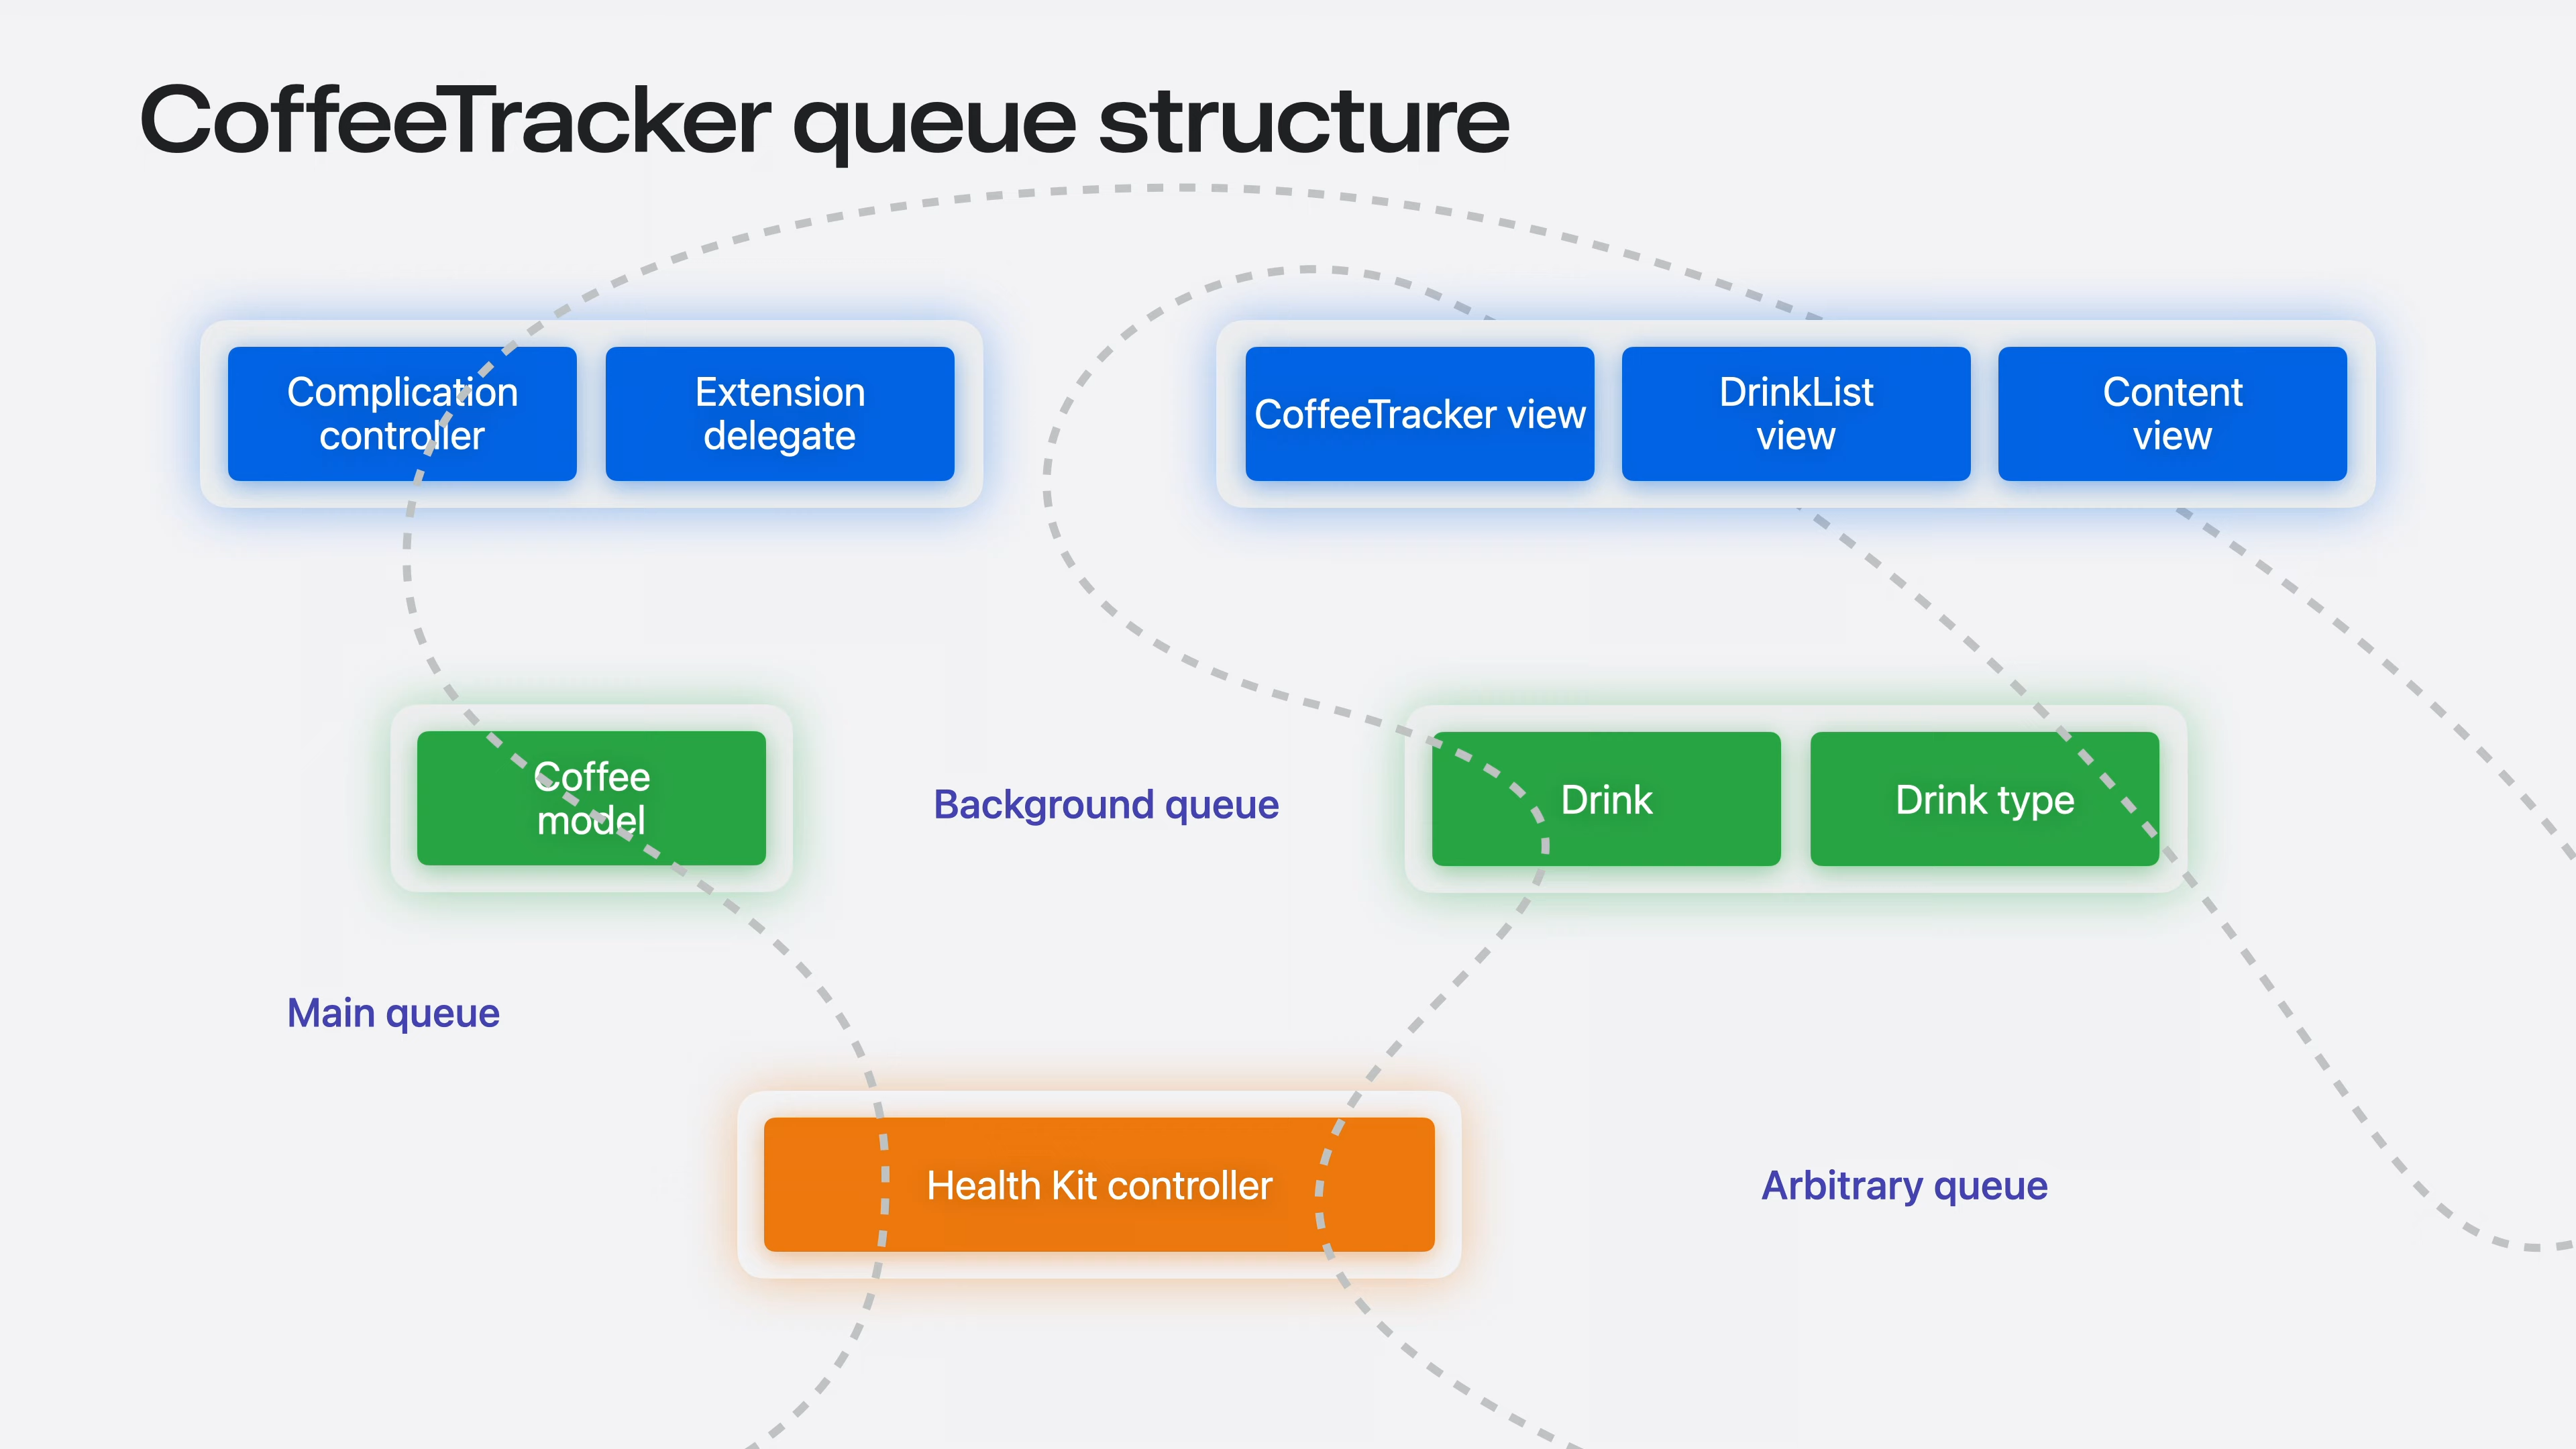 CoffeeTracker queue structure
Complication
controller
Extension
delegate
CoffeeTracker view
DrinkList
view
Content
view
Coffee
model
Background queue
Drink
Drink type
Main queue
Health Kit controller
Arbitrary queue